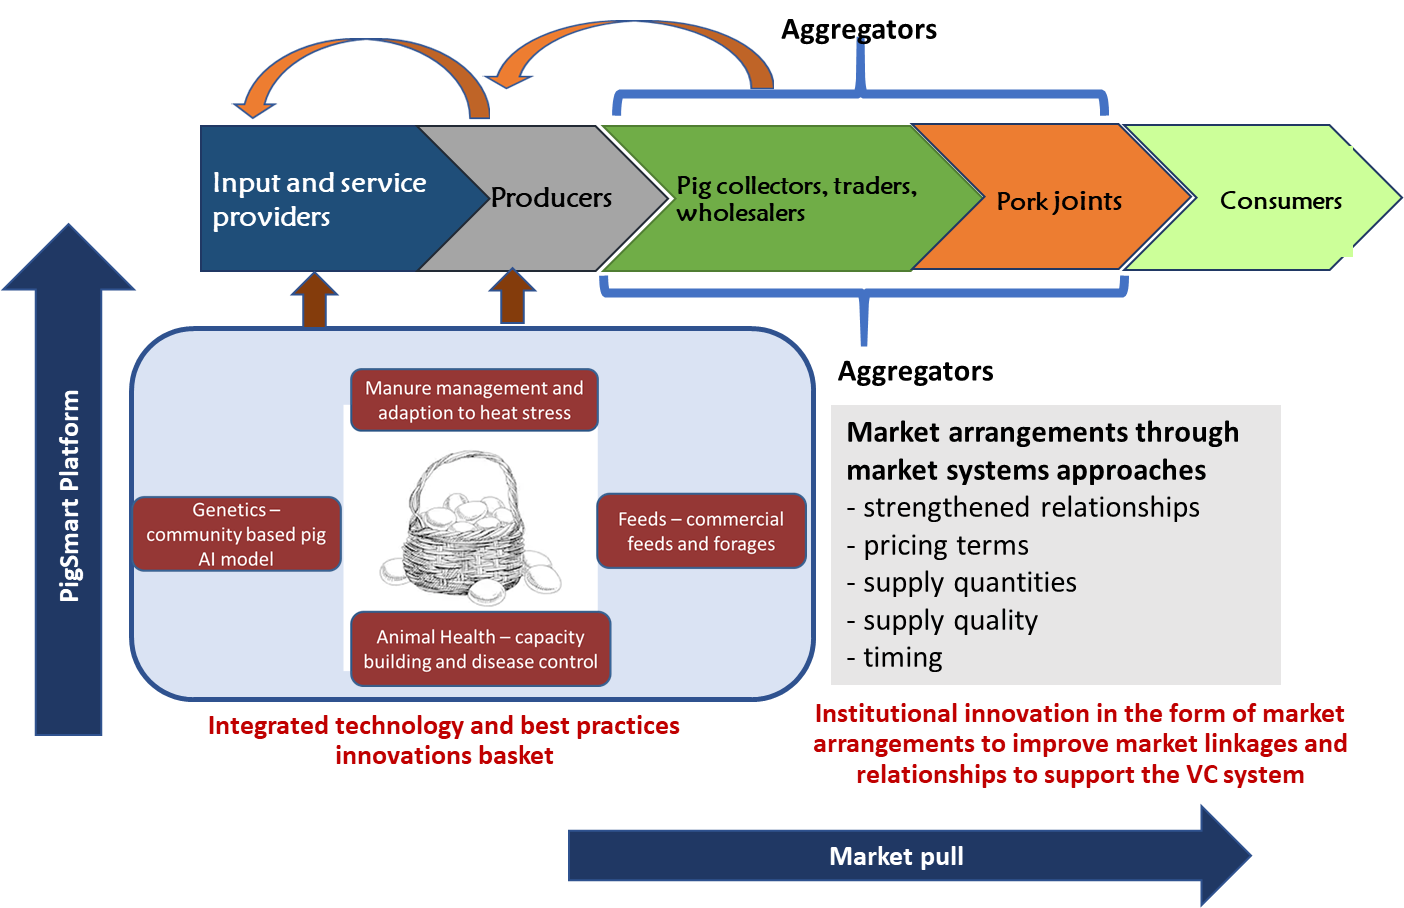 Aggregators
Input and service
providers
Producers
Pig collectors, traders,
wholesalers
Pork joints
Consumers
PigSmart Platform
Manure management and
adaption to heat stress
Genetics –
community based pig
AI model
Feeds – commercial
feeds and forages
Animal Health – capacity
building and disease control
Integrated technology and best practices
innovations basket
Aggregators
Market arrangements through
market systems approaches
- strengthened relationships
- pricing terms
- supply quantities
- supply quality
- timing
Institutional innovation in the form of market
arrangements to improve market linkages and
relationships to support the VC system
Market pull